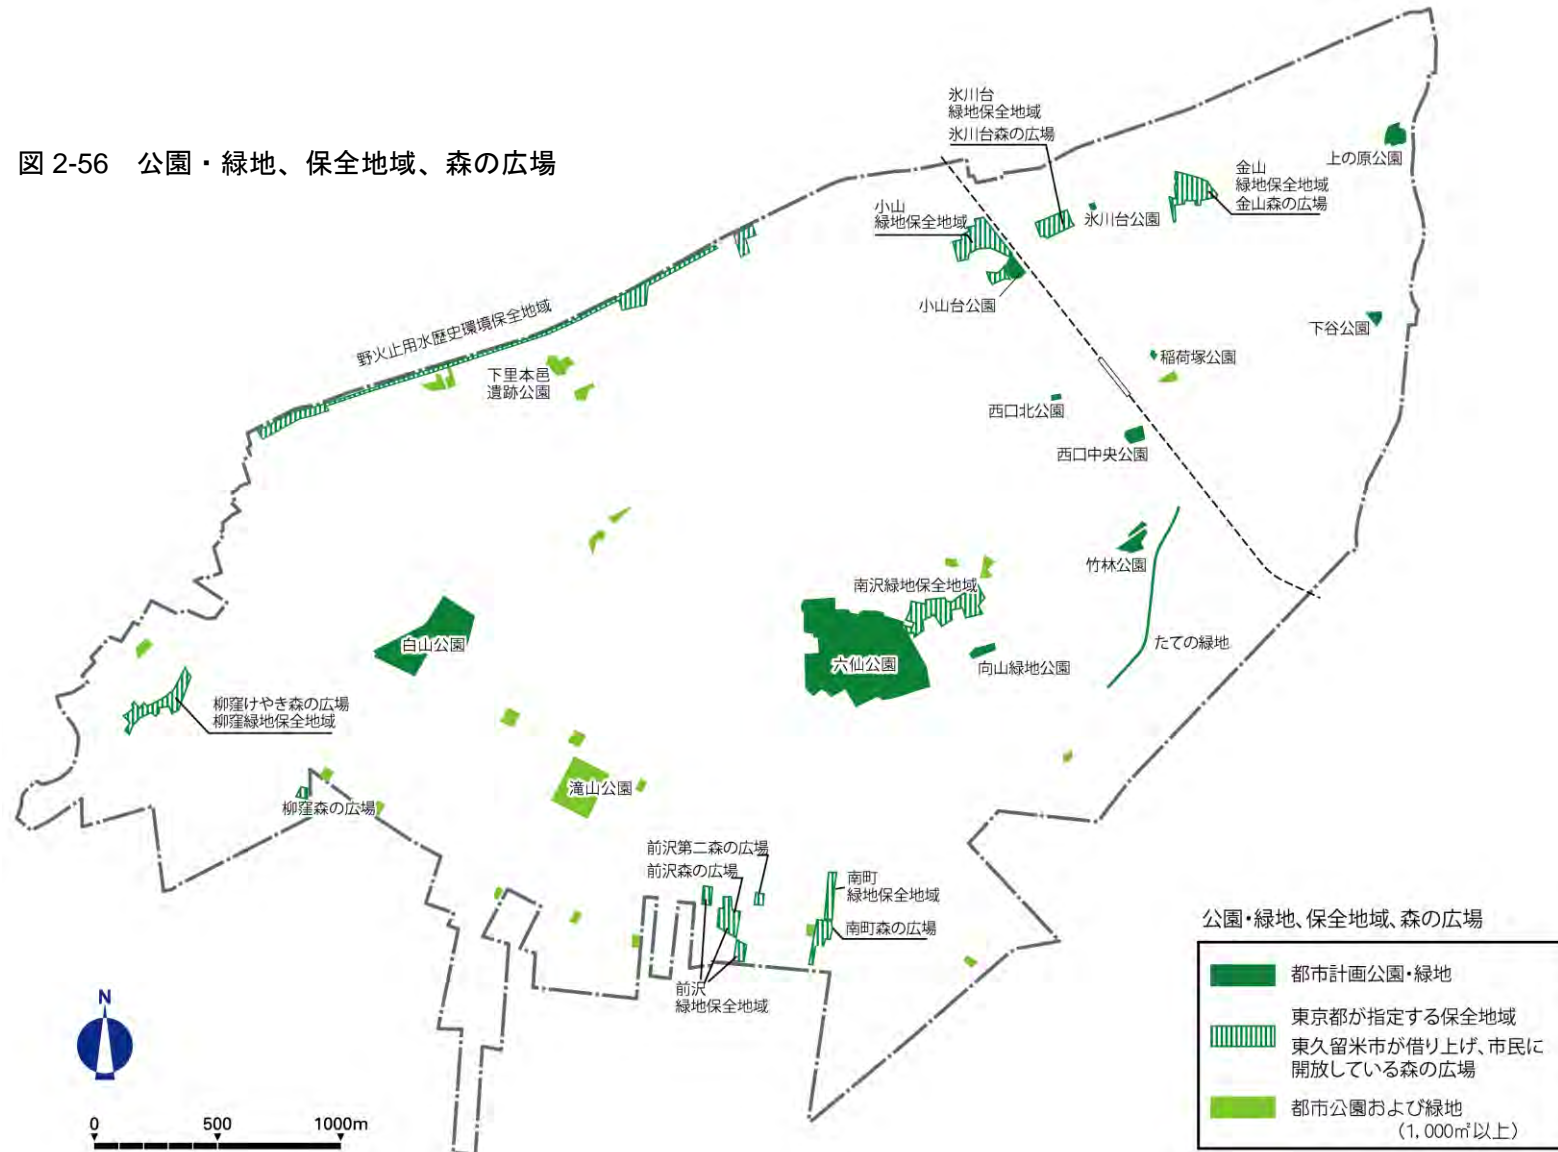 図 2-56　公園・緑地、保全地域、森の広場
氷川台
緑地保全地域
氷川台森の広場
上の原公園
金山
緑地保全地域
金山森の広場
小山
緑地保全地域
氷川台公園
小山台公園
下谷公園
野火止用水歴史環境保全地域
下里本邑
遺跡公園
稲荷塚公園
西口北公園
西口中央公園
竹林公園
南沢緑地保全地域
たての緑地
白山公園
六仙公園
向山緑地公園
柳窪けやき森の広場
柳窪緑地保全地域
滝山公園
柳窪森の広場
前沢第二森の広場
前沢森の広場
南町
緑地保全地域
南町森の広場
前沢
緑地保全地域
N
0 500 1000m
公園・緑地、保全地域、森の広場
都市計画公園・緑地
東京都が指定する保全地域
東久留米市が借り上げ、市民に
開放している森の広場
都市公園および緑地
(1,000㎡以上)